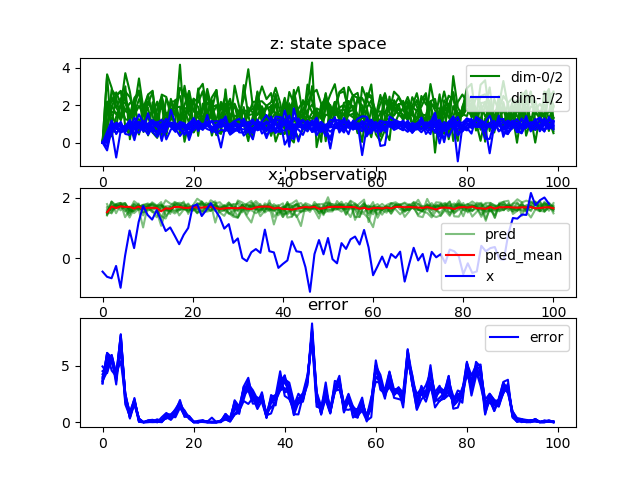 z: state space
4
2
0
dim-0/2
dim-1/2
0 20 40 60 80 100
x: observation
2
0
pred
pred_mean
x
0 20 40 60 80 100
error
5
0
error
0 20 40 60 80 100